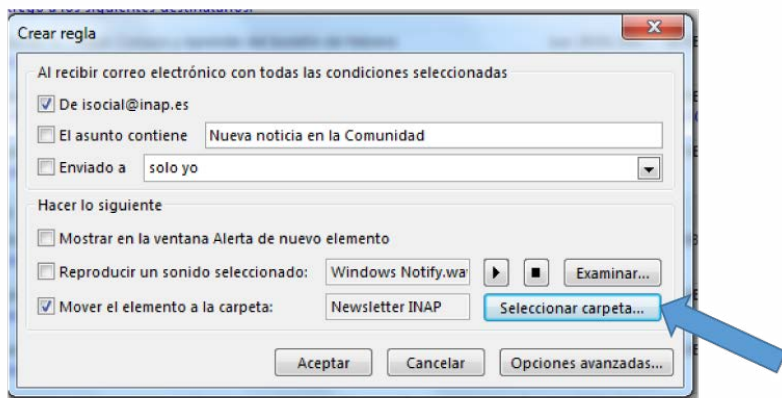 Crear regla
Al recibir correo electrónico con todas las condiciones seleccionadas
De isocial@inap.es
El asunto contiene Nueva noticia en la Comunidad
Enviado a solo yo
Hacer lo siguiente
Mostrar en la ventana Alerta de nuevo elemento
Reproducir un sonido seleccionado: Windows Notify.wa Examinar...
Mover el elemento a la carpeta: Newsletter INAP Seleccionar carpeta...
Aceptar Cancelar Opciones avanzadas...